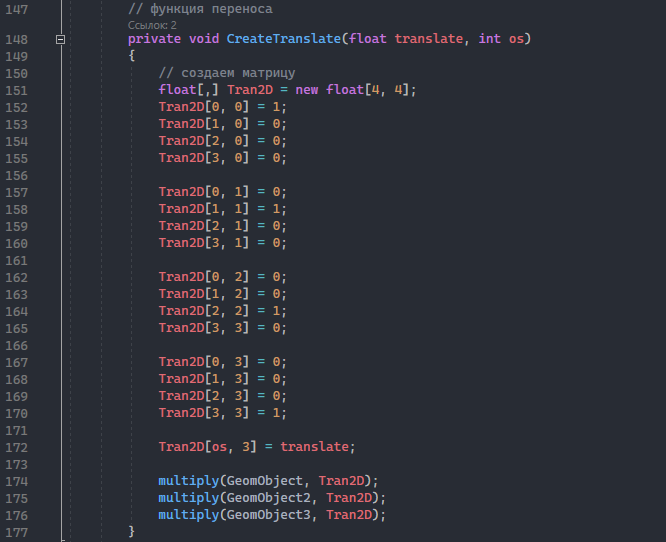 147 // функция переноса
Ссылок: 2
148 private void CreateTranslate(float translate, int os)
149 {
150 // создаем матрицу
151 float[,] Tran2D = new float[4, 4];
152 Tran2D[0, 0] = 1;
153 Tran2D[1, 0] = 0;
154 Tran2D[2, 0] = 0;
155 Tran2D[3, 0] = 0;
156
157 Tran2D[0, 1] = 0;
158 Tran2D[1, 1] = 1;
159 Tran2D[2, 1] = 0;
160 Tran2D[3, 1] = 0;
161
162 Tran2D[0, 2] = 0;
163 Tran2D[1, 2] = 0;
164 Tran2D[2, 2] = 1;
165 Tran2D[3, 3] = 0;
166
167 Tran2D[0, 3] = 0;
168 Tran2D[1, 3] = 0;
169 Tran2D[2, 3] = 0;
170 Tran2D[3, 3] = 1;
171
172 Tran2D[os, 3] = translate;
173
174 multiply(GeomObject, Tran2D);
175 multiply(GeomObject2, Tran2D);
176 multiply(GeomObject3, Tran2D);
177 }